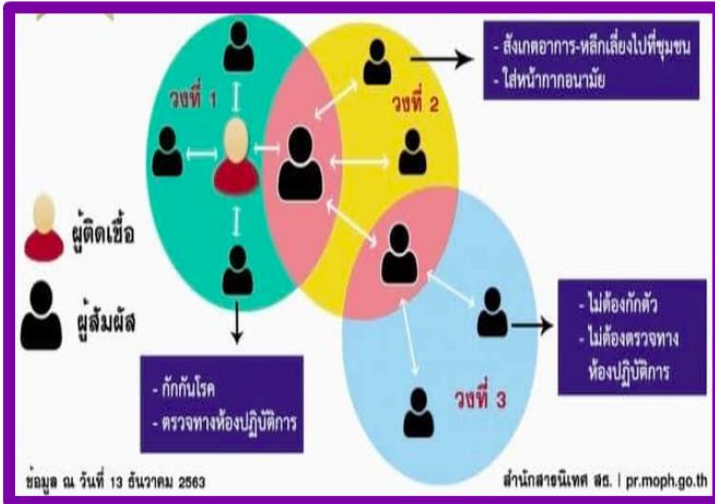 - สังเกตอาการ-หลีกเลี่ยงไปที่ชุมชน
- ใส่หน้ากากอนามัย
วงที่ 1
วงที่ 2
ผู้ติดเชื้อ
ผู้สัมผัส
- ไม่ต้องกักตัว
- ไม่ต้องตรวจทาง
ห้องปฏิบัติการ
- กักกันโรค
- ตรวจทางห้องปฏิบัติการ
วงที่ 3
ข้อมูล ณ วันที่ 13 ธันวาคม 2563
สำนักสารนิเทศ สธ. | pr.moph.go.th